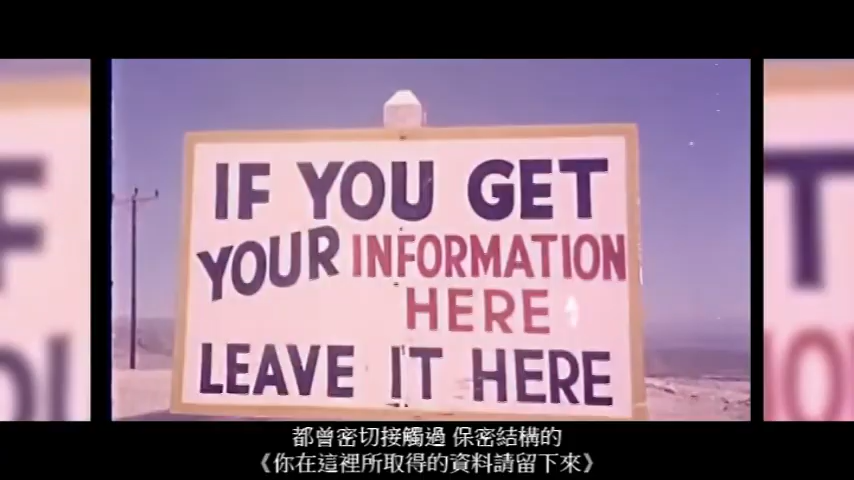 IF YOU GET
YOUR INFORMATION
HERE
LEAVE IT HERE
都曾密切接觸過 保密結構的
《你在這裡所取得的資料請留下來》